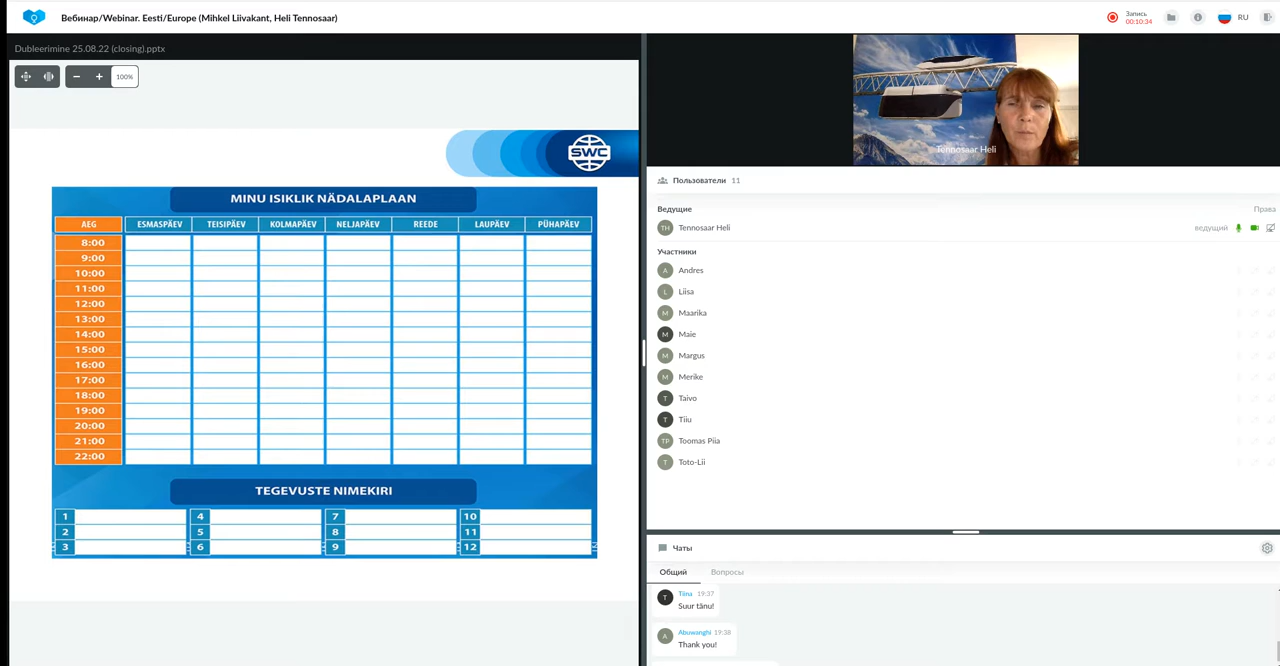 Вебинар/Webinar. Eesti/Europe (Mihkel Liivakant, Heli Tennosaar)
Запись
00:10:34
RU
Dubleerimine 25.08.22 (closing).pptx
100%
SWC
MINU ISIKLIK NÄDALAPLAAN
AEG ESMASPÄEV TEISIPÄEV KOLMAPÄEV NELJAPÄEV REEDE LAUPÄEV PÜHAPÄEV
8:00
9:00
10:00
11:00
12:00
13:00
14:00
15:00
16:00
17:00
18:00
19:00
20:00
21:00
22:00
TEGEVUSTE NIMEKIRI
1 4 7 10
2 5 8 11
3 6 9 12
Tennosaar Heli
Пользователи 11
Ведущие Права
TH Tennosaar Heli ведущий
Участники
A Andres
L Liisa
M Maarika
M Maie
M Margus
M Merike
T Taivo
T Tiiu
TP Toomas Piia
T Toto-Lii
Чаты
Общий Вопросы
T Tiina 19:37
Suur tänu!
A Abuwanghi 19:38
Thank you!